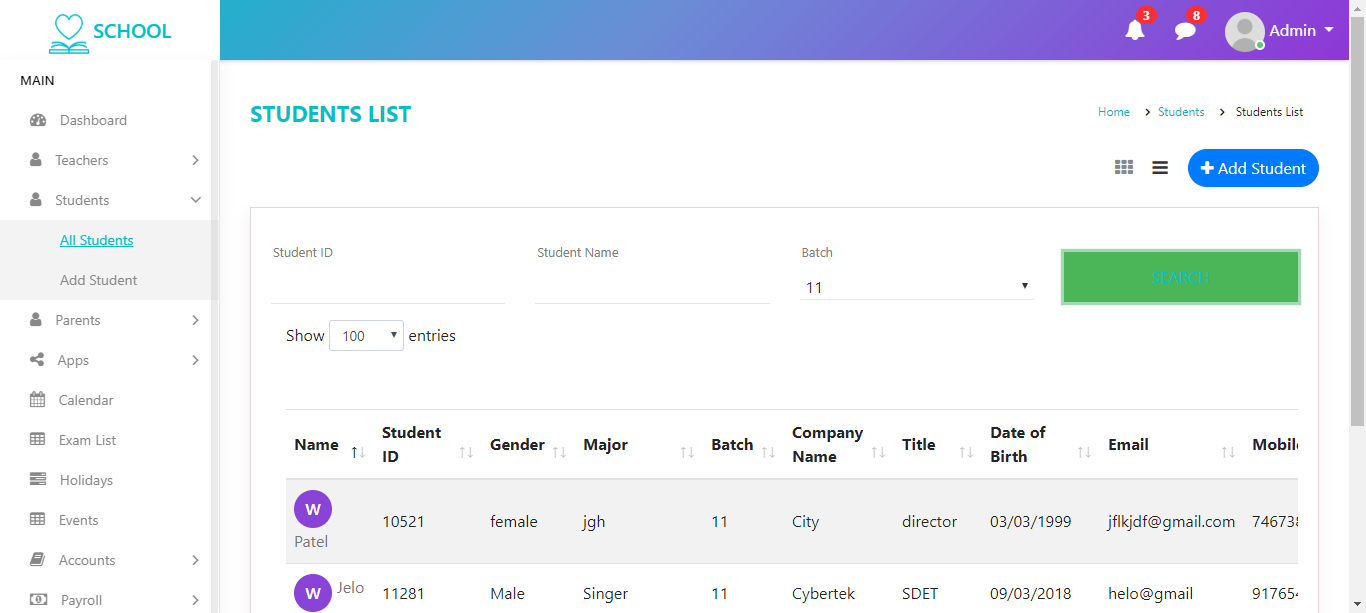 SCHOOL
3
8
Admin
MAIN
Dashboard
Teachers
Students
All Students
Add Student
Parents
Apps
Calendar
Exam List
Holidays
Events
Accounts
Payroll
STUDENTS LIST
Home > Students > Students List
+ Add Student
Student ID
Student Name
Batch
11
SEARCH
Show 100 entries
Name Student ID Gender Major Batch Company Name Title Date of Birth Email Mobil
W Patel 10521 female jgh 11 City director 03/03/1999 jflkjdf@gmail.com 74673
W Jelo 11281 Male Singer 11 Cybertek SDET 09/03/2018 helo@gmail 91765